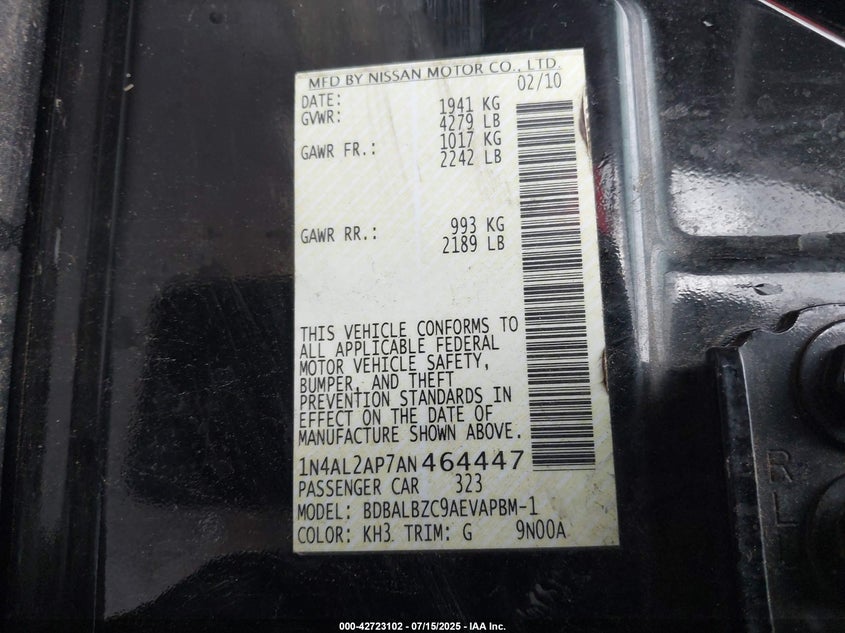 MFD BY NISSAN MOTOR CO., LTD.
DATE: 02/10
GVWR: 1941 KG
4279 LB
GAWR FR.: 1017 KG
2242 LB
GAWR RR.: 993 KG
2189 LB
THIS VEHICLE CONFORMS TO
ALL APPLICABLE FEDERAL
MOTOR VEHICLE SAFETY,
BUMPER, AND THEFT
PREVENTION STANDARDS IN
EFFECT ON THE DATE OF
MANUFACTURE SHOWN ABOVE.
1N4AL2AP7AN464447
PASSENGER CAR 323
MODEL: BDBALBZC9AEVAPBM-1
COLOR: KH3 TRIM: G 9N00A
R
L
000-42723102 - 07/15/2025 - IAA Inc.